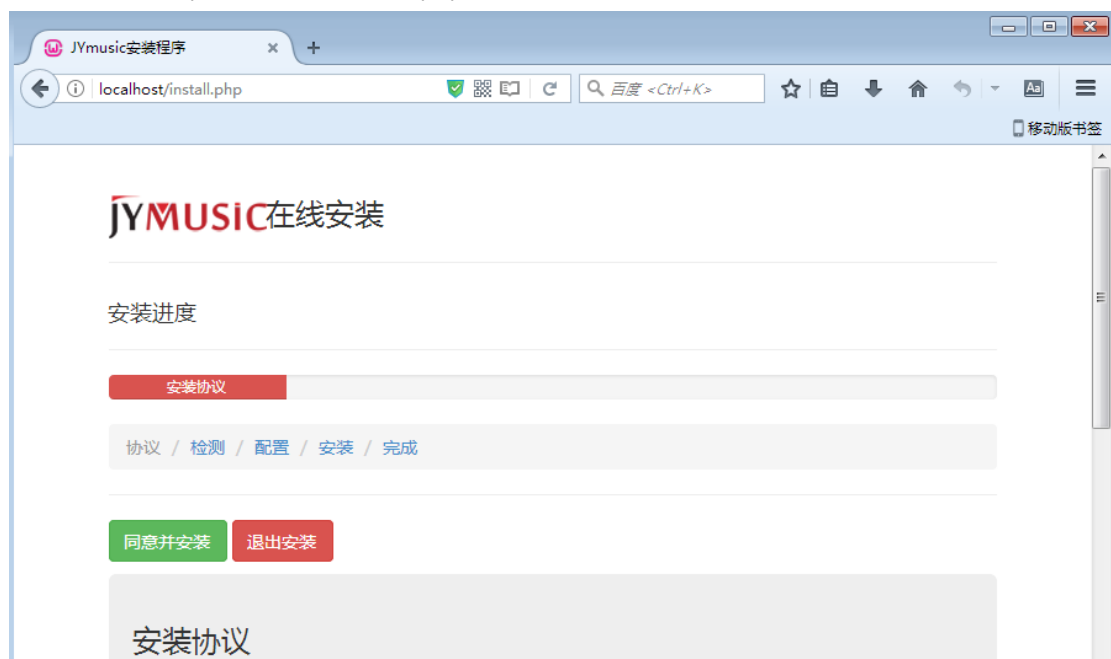 JYmusic安装程序
localhost/install.php
百度 <Ctrl+K>
移动版书签
JYMUSiC在线安装
安装进度
安装协议
协议 / 检测 / 配置 / 安装 / 完成
同意并安装 退出安装
安装协议